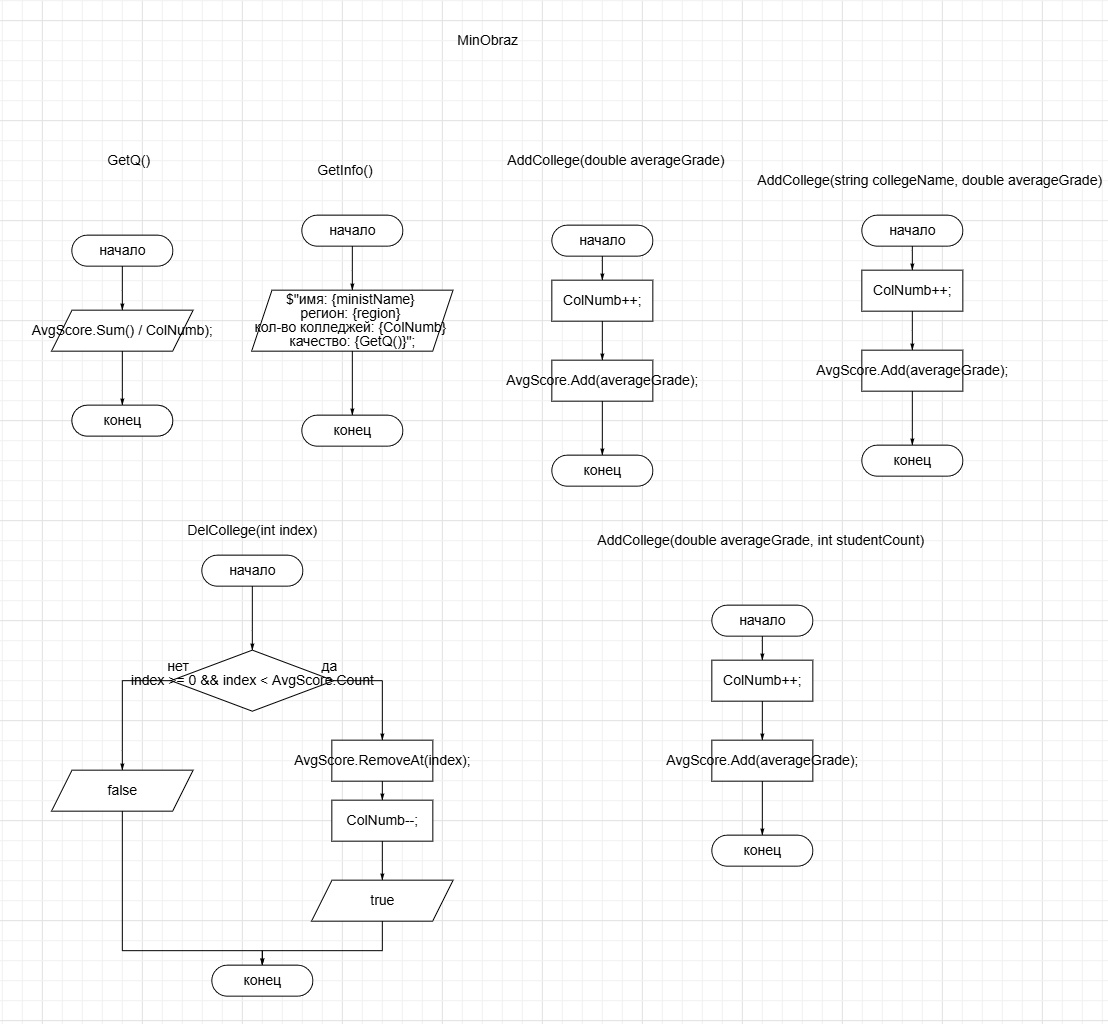 MinObraz
GetQ()
начало
AvgScore.Sum() / ColNumb);
конец
GetInfo()
начало
$"имя: {ministName}
регион: {region}
кол-во колледжей: {ColNumb}
качество: {GetQ()}";
конец
AddCollege(double averageGrade)
начало
ColNumb++;
AvgScore.Add(averageGrade);
конец
AddCollege(string collegeName, double averageGrade)
начало
ColNumb++;
AvgScore.Add(averageGrade);
конец
DelCollege(int index)
начало
нет
да
index >= 0 && index < AvgScore.Count
false
AvgScore.RemoveAt(index);
ColNumb--;
true
конец
AddCollege(double averageGrade, int studentCount)
начало
ColNumb++;
AvgScore.Add(averageGrade);
конец